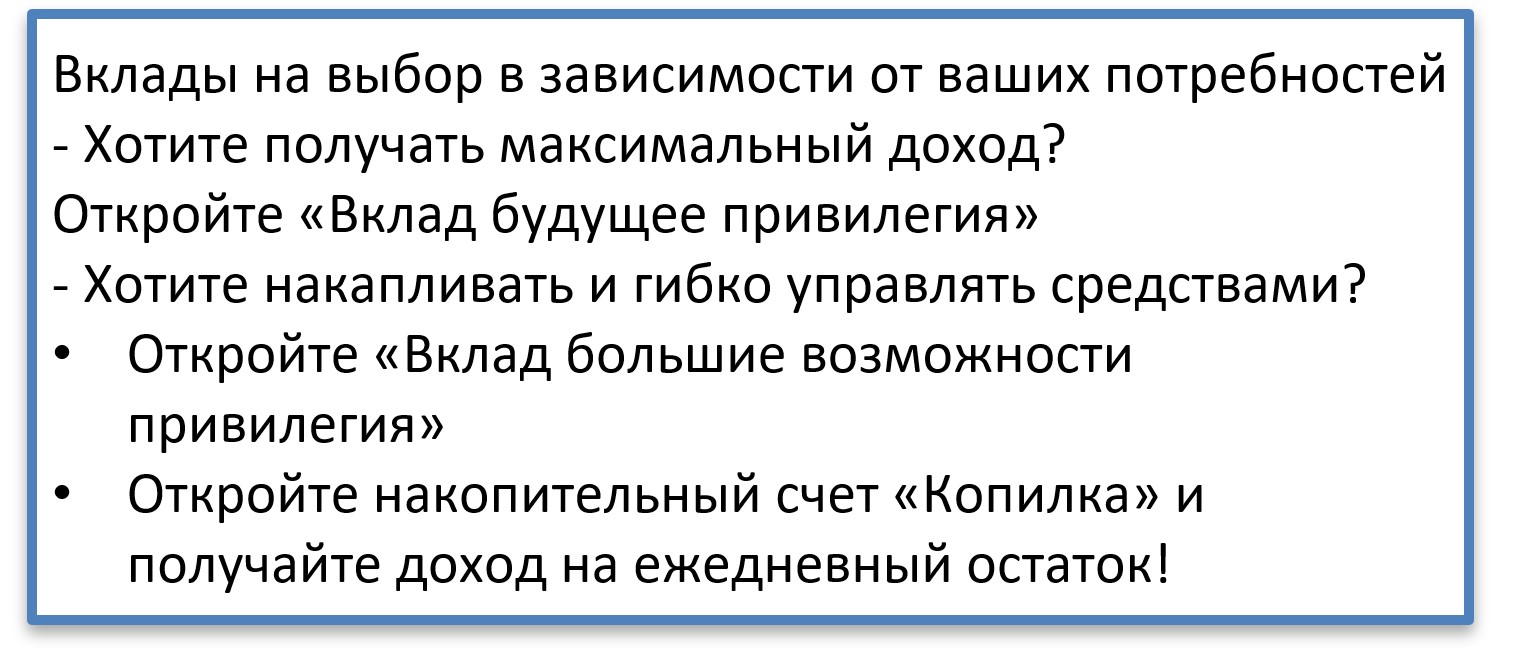 Вклады на выбор в зависимости от ваших потребностей
- Хотите получать максимальный доход?
Откройте «Вклад будущее привилегия»
- Хотите накапливать и гибко управлять средствами?
• Откройте «Вклад большие возможности
привилегия»
• Откройте накопительный счет «Копилка» и
получайте доход на ежедневный остаток!